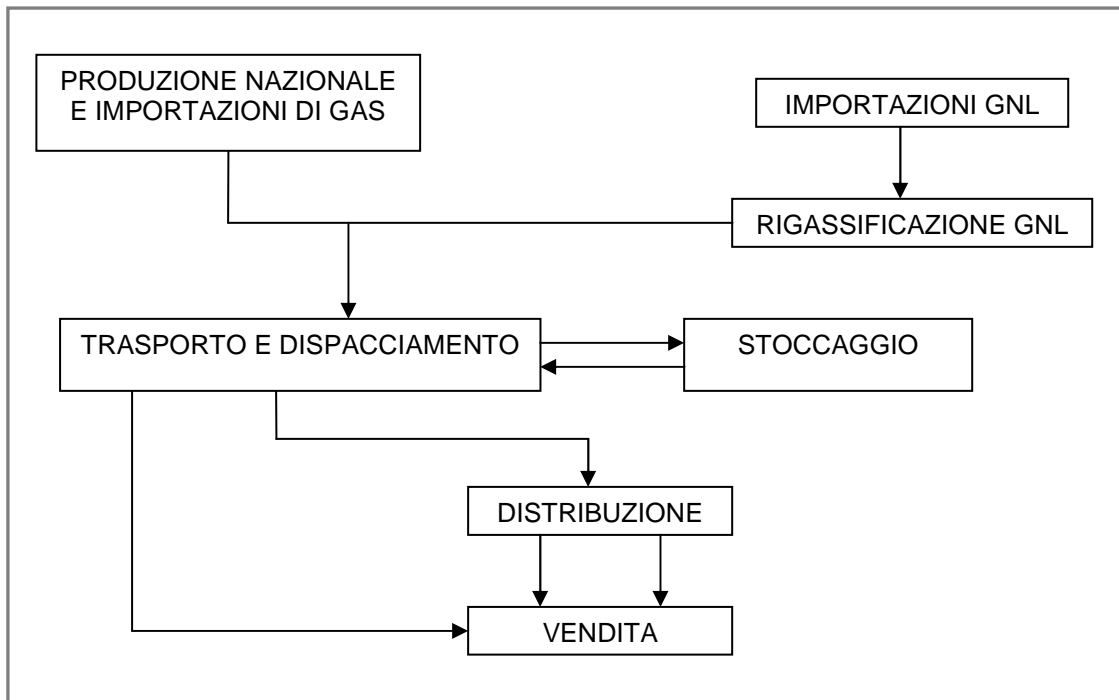 PRODUZIONE NAZIONALE
E IMPORTAZIONI DI GAS
IMPORTAZIONI GNL
RIGASSIFICAZIONE GNL
TRASPORTO E DISPACCIAMENTO
STOCCAGGIO
DISTRIBUZIONE
VENDITA